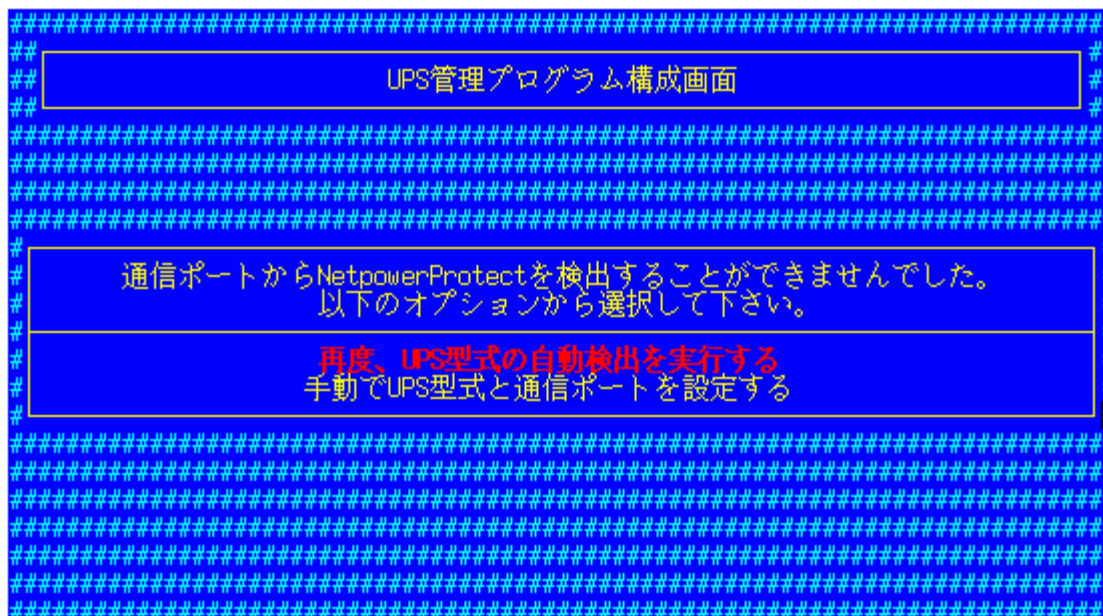 UPS管理プログラム構成画面
通信ポートからNetpowerProtectを検出することができませんでした。
以下のオプションから選択して下さい。
再度、UPS型式の自動検出を実行する
手動でUPS型式と通信ポートを設定する